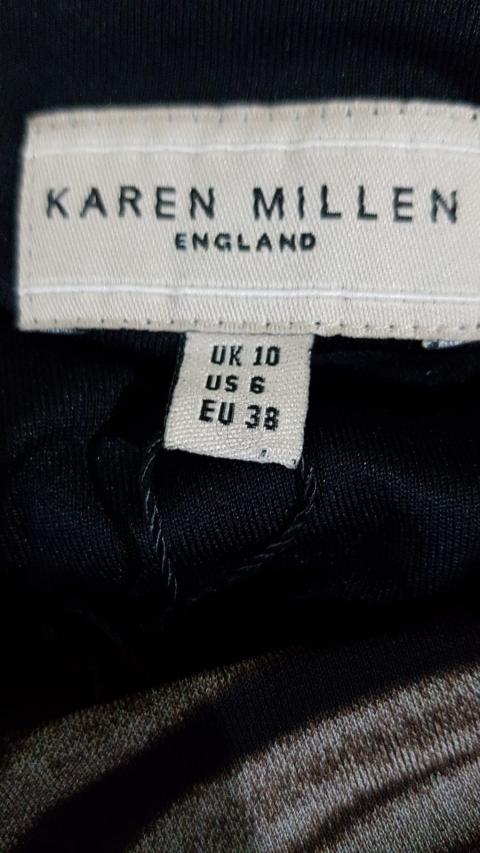 KAREN MILLEN
ENGLAND
UK 10
US 6
EU 38